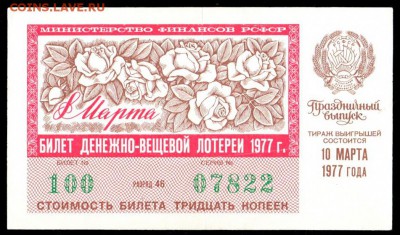 COINS.LAVE.RU
МИНИСТЕРСТВО ФИНАНСОВ РСФСР
8 Марта
БИЛЕТ ДЕНЕЖНО-ВЕЩЕВОЙ ЛОТЕРЕИ 1977 г.
БИЛЕТ № СЕРИЯ №
100 РАЗРЯД 46 07822
СТОИМОСТЬ БИЛЕТА ТРИДЦАТЬ КОПЕЕК
Праздничный
выпуск
ТИРАЖ ВЫИГРЫШЕЙ
СОСТОИТСЯ
10 МАРТА
1977 ГОДА